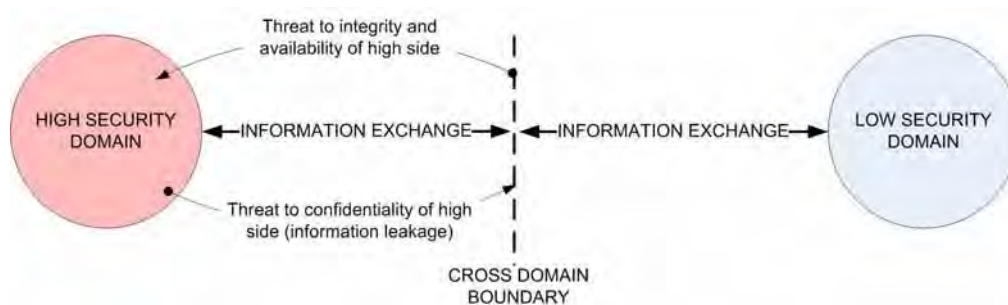 Threat to integrity and
availability of high side
HIGH SECURITY
DOMAIN
INFORMATION EXCHANGE
INFORMATION EXCHANGE
LOW SECURITY
DOMAIN
Threat to confidentiality of high
side (information leakage)
CROSS DOMAIN
BOUNDARY